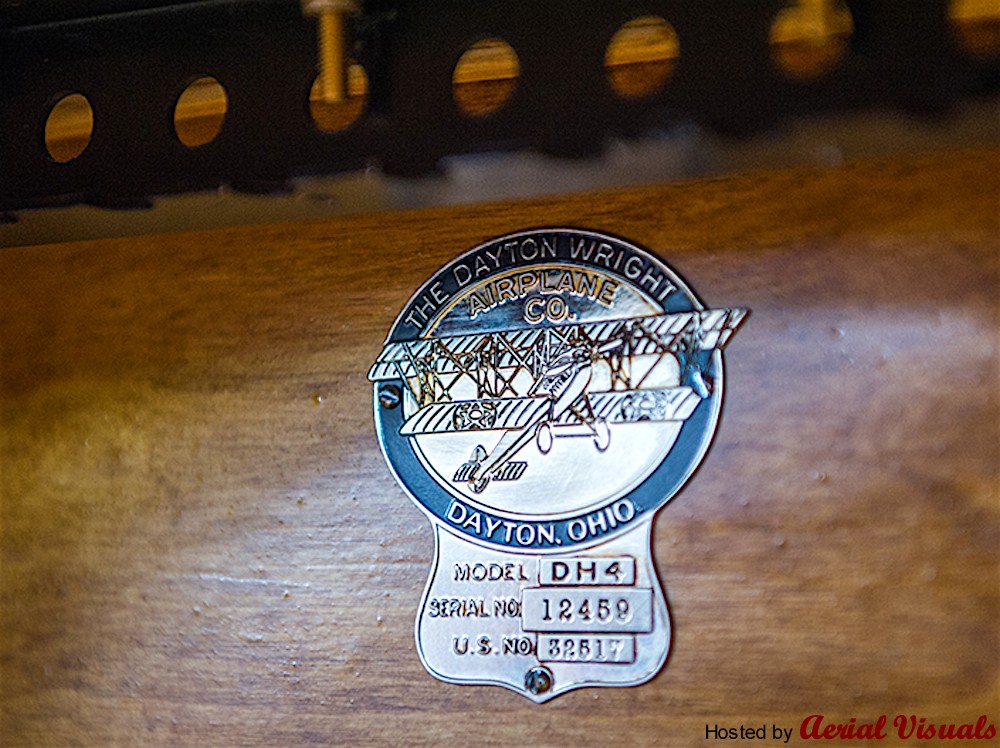 THE DAYTON WRIGHT
AIRPLANE
CO.
DAYTON, OHIO.
MODEL DH4
SERIAL NO. 12459
U.S. NO. 32517
Hosted by Aerial Visuals